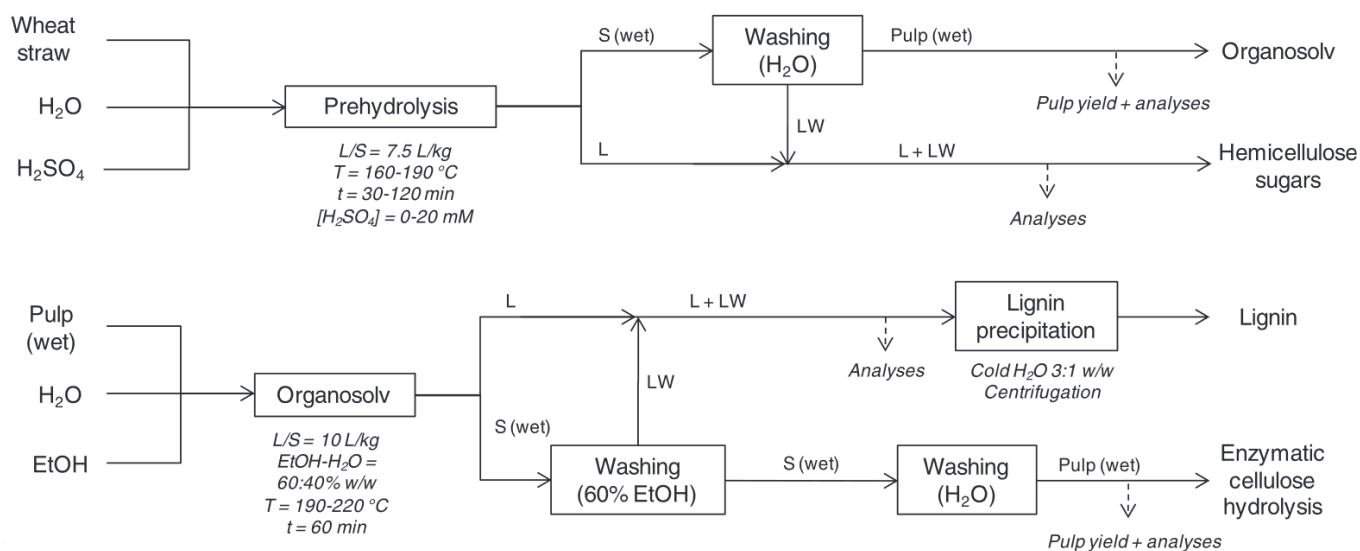 Wheat
straw
H₂O
H₂SO₄
Prehydrolysis
L/S = 7.5 L/kg
T = 160-190 °C
t = 30-120 min
[H₂SO₄] = 0-20 mM
S (wet)
Washing
(H₂O)
Pulp (wet)
Organosolv
Pulp yield + analyses
LW
L
L + LW
Hemicellulose
sugars
Analyses
Pulp
(wet)
H₂O
EtOH
Organosolv
L/S = 10 L/kg
EtOH-H₂O =
60:40% w/w
T = 190-220 °C
t = 60 min
L
L + LW
Lignin
precipitation
Cold H₂O 3:1 w/w
Centrifugation
Lignin
Analyses
LW
S (wet)
Washing
(60% EtOH)
S (wet)
Washing
(H₂O)
Pulp (wet)
Enzymatic
cellulose
hydrolysis
Pulp yield + analyses